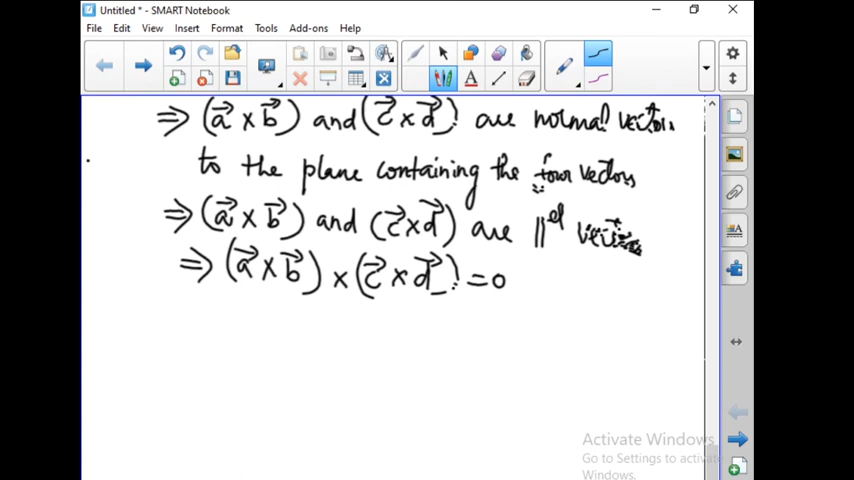 Untitled * - SMART Notebook
File Edit View Insert Format Tools Add-ons Help
⇒ (a⃗ × b⃗) and (c⃗ × d⃗) are normal vectors
to the plane containing the four vectors
⇒ (a⃗ × b⃗) and (c⃗ × d⃗) are ||el vectors
⇒ (a⃗ × b⃗) × (c⃗ × d⃗) = 0
Activate Windows
Go to Settings to activate
Windows.